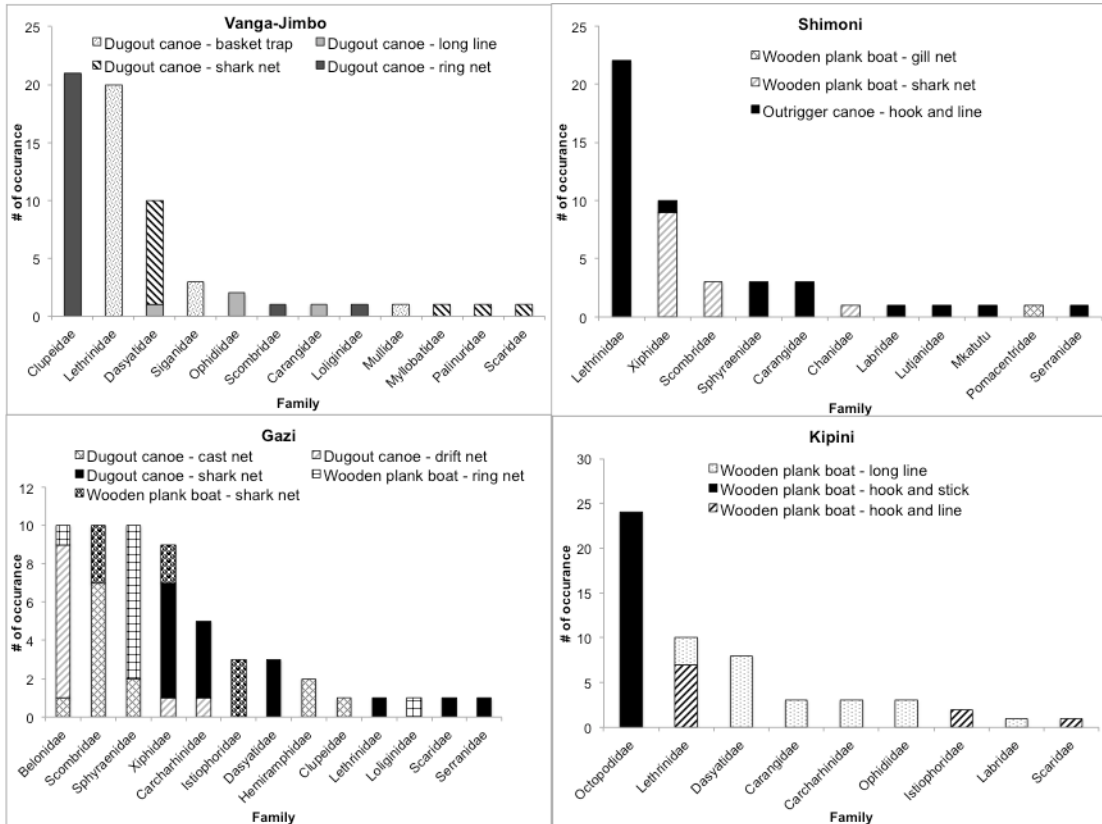 Vanga-Jimbo
Dugout canoe - basket trap Dugout canoe - long line
Dugout canoe - shark net Dugout canoe - ring net
25
20
15
10
5
0
# of occurance
Clupeidae Lethrinidae Dasyatidae Siganidae Ophidiidae Scombridae Carangidae Loliginidae Mullidae Myllobatidae Palinuridae Scaridae
Family
Shimoni
Wooden plank boat - gill net
Wooden plank boat - shark net
Outrigger canoe - hook and line
25
20
15
10
5
0
# of occurance
Lethrinidae Xiphidae Scombridae Sphyraenidae Carangidae Chanidae Labridae Lutjanidae Mkatutu Pomacentridae Serranidae
Family
Gazi
Dugout canoe - cast net Dugout canoe - drift net
Dugout canoe - shark net Wooden plank boat - ring net
Wooden plank boat - shark net
12
10
8
6
4
2
0
# of occurance
Belonidae Scombridae Sphyraenidae Xiphidae Carcharhinidae Istiophoridae Dasyatidae Hemiramphidae Clupeidae Lethrinidae Loliginidae Scaridae Serranidae
Family
Kipini
Wooden plank boat - long line
Wooden plank boat - hook and stick
Wooden plank boat - hook and line
30
25
20
15
10
5
0
# of occurance
Octopodidae Lethrinidae Dasyatidae Carangidae Carcharhinidae Ophidiidae Istiophoridae Labridae Scaridae
Family